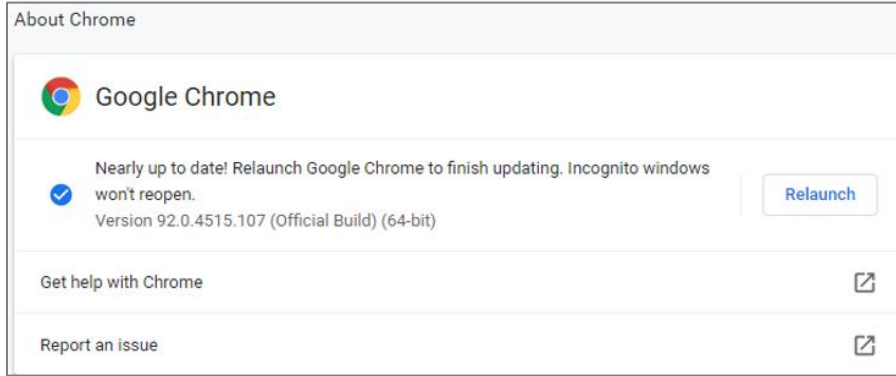 About Chrome
Google Chrome
Nearly up to date! Relaunch Google Chrome to finish updating. Incognito windows
won't reopen.
Relaunch
Version 92.0.4515.107 (Official Build) (64-bit)
Get help with Chrome
Report an issue